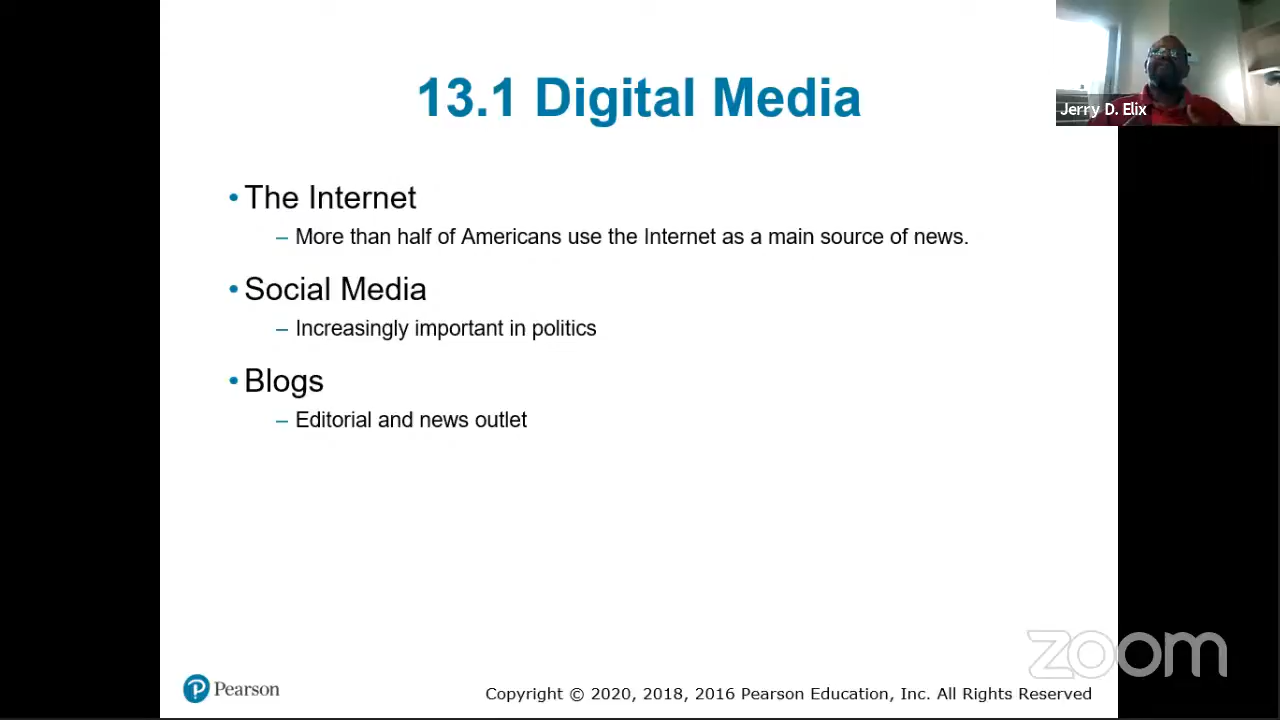 13.1 Digital Media
Jerry D. Elix
• The Internet
– More than half of Americans use the Internet as a main source of news.
• Social Media
– Increasingly important in politics
• Blogs
– Editorial and news outlet
zoom
Pearson
Copyright © 2020, 2018, 2016 Pearson Education, Inc. All Rights Reserved